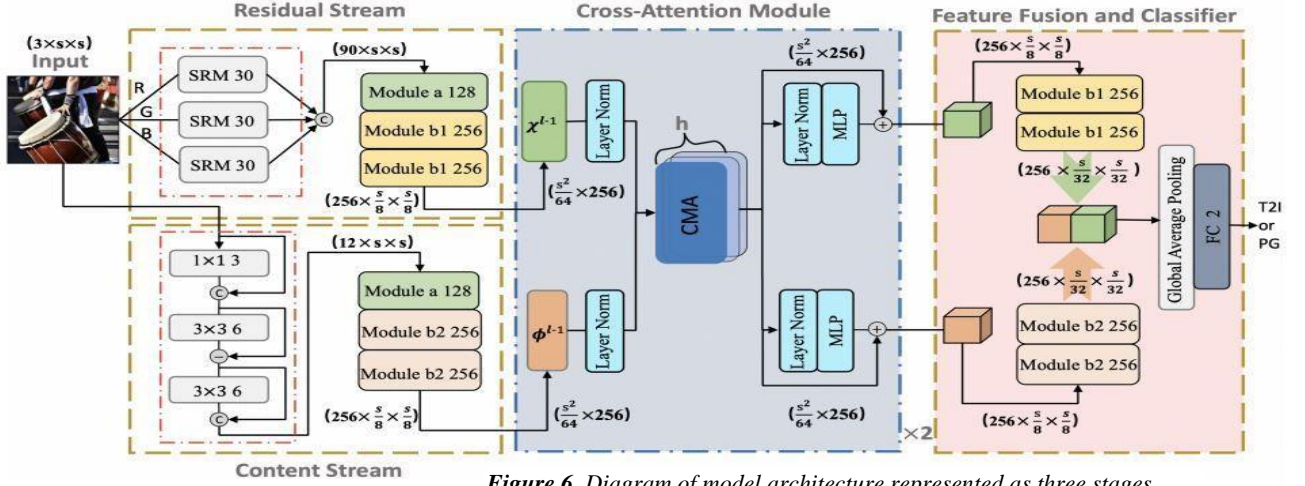 Residual Stream
Cross-Attention Module
Feature Fusion and Classifier
(3×s×s)
Input
R
G
B
SRM 30
SRM 30
SRM 30
C
(90×s×s)
Module a 128
Module b1 256
Module b1 256
(256 × s/8 × s/8)
1×1 3
C
3×3 6
−
3×3 6
C
(12×s×s)
Module a 128
Module b2 256
Module b2 256
(256 × s/8 × s/8)
Content Stream
χˡ⁻¹
Layer Norm
(s²/64 ×256)
ϕˡ⁻¹
Layer Norm
(s²/64 ×256)
h
CMA
(s²/64 ×256)
Layer Norm
MLP
+
Layer Norm
MLP
+
(s²/64 ×256)
×2
(256 × s/8 × s/8)
Module b1 256
Module b1 256
(256 × s/32 × s/32)
(256 × s/32 × s/32)
Module b2 256
Module b2 256
(256 × s/8 × s/8)
Global Average Pooling
FC 2
T2I
or
PG
Figure 6. Diagram of model architecture represented as three stages